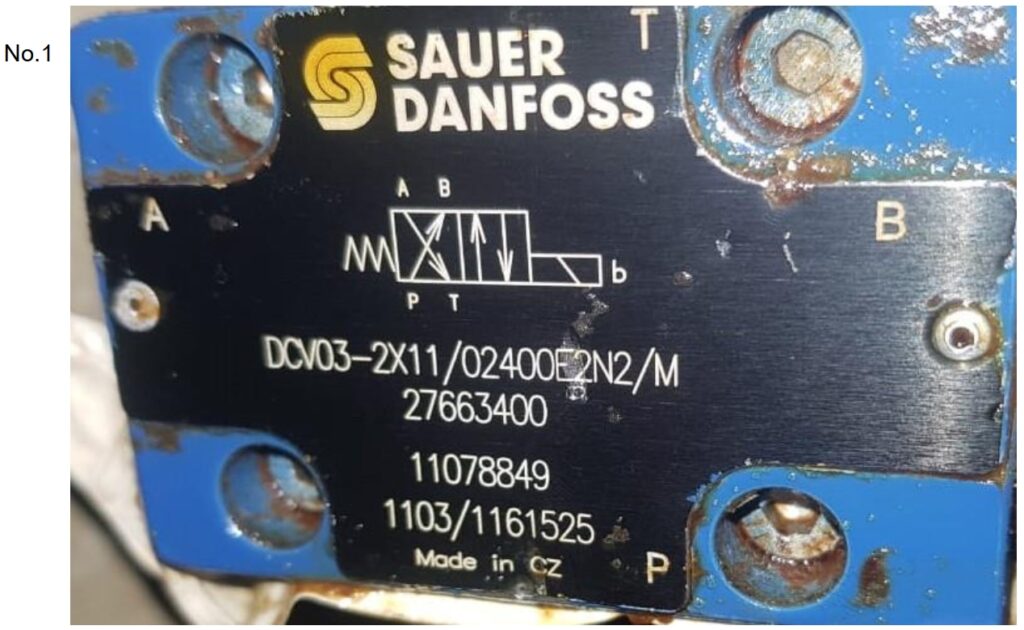 No.1
T
SAUER
DANFOSS
A B
A
B
b
P T
DCV03-2X11/02400E2N2/M
27663400
11078849
1103/1161525
Made in CZ
P